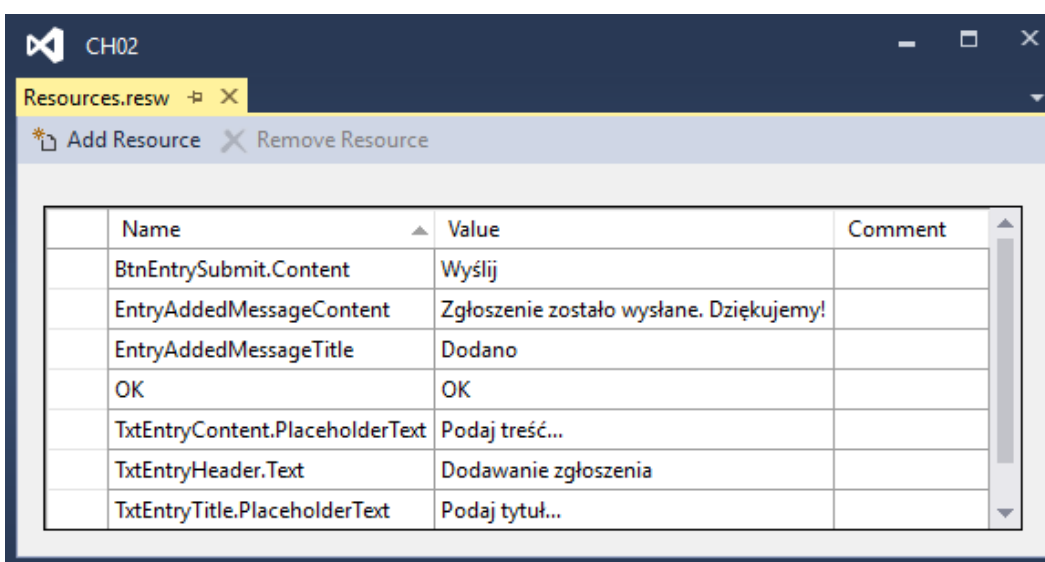 CH02
Resources.resw
Add Resource Remove Resource
Name Value Comment
BtnEntrySubmit.Content Wyślij
EntryAddedMessageContent Zgłoszenie zostało wysłane. Dziękujemy!
EntryAddedMessageTitle Dodano
OK OK
TxtEntryContent.PlaceholderText Podaj treść...
TxtEntryHeader.Text Dodawanie zgłoszenia
TxtEntryTitle.PlaceholderText Podaj tytuł...